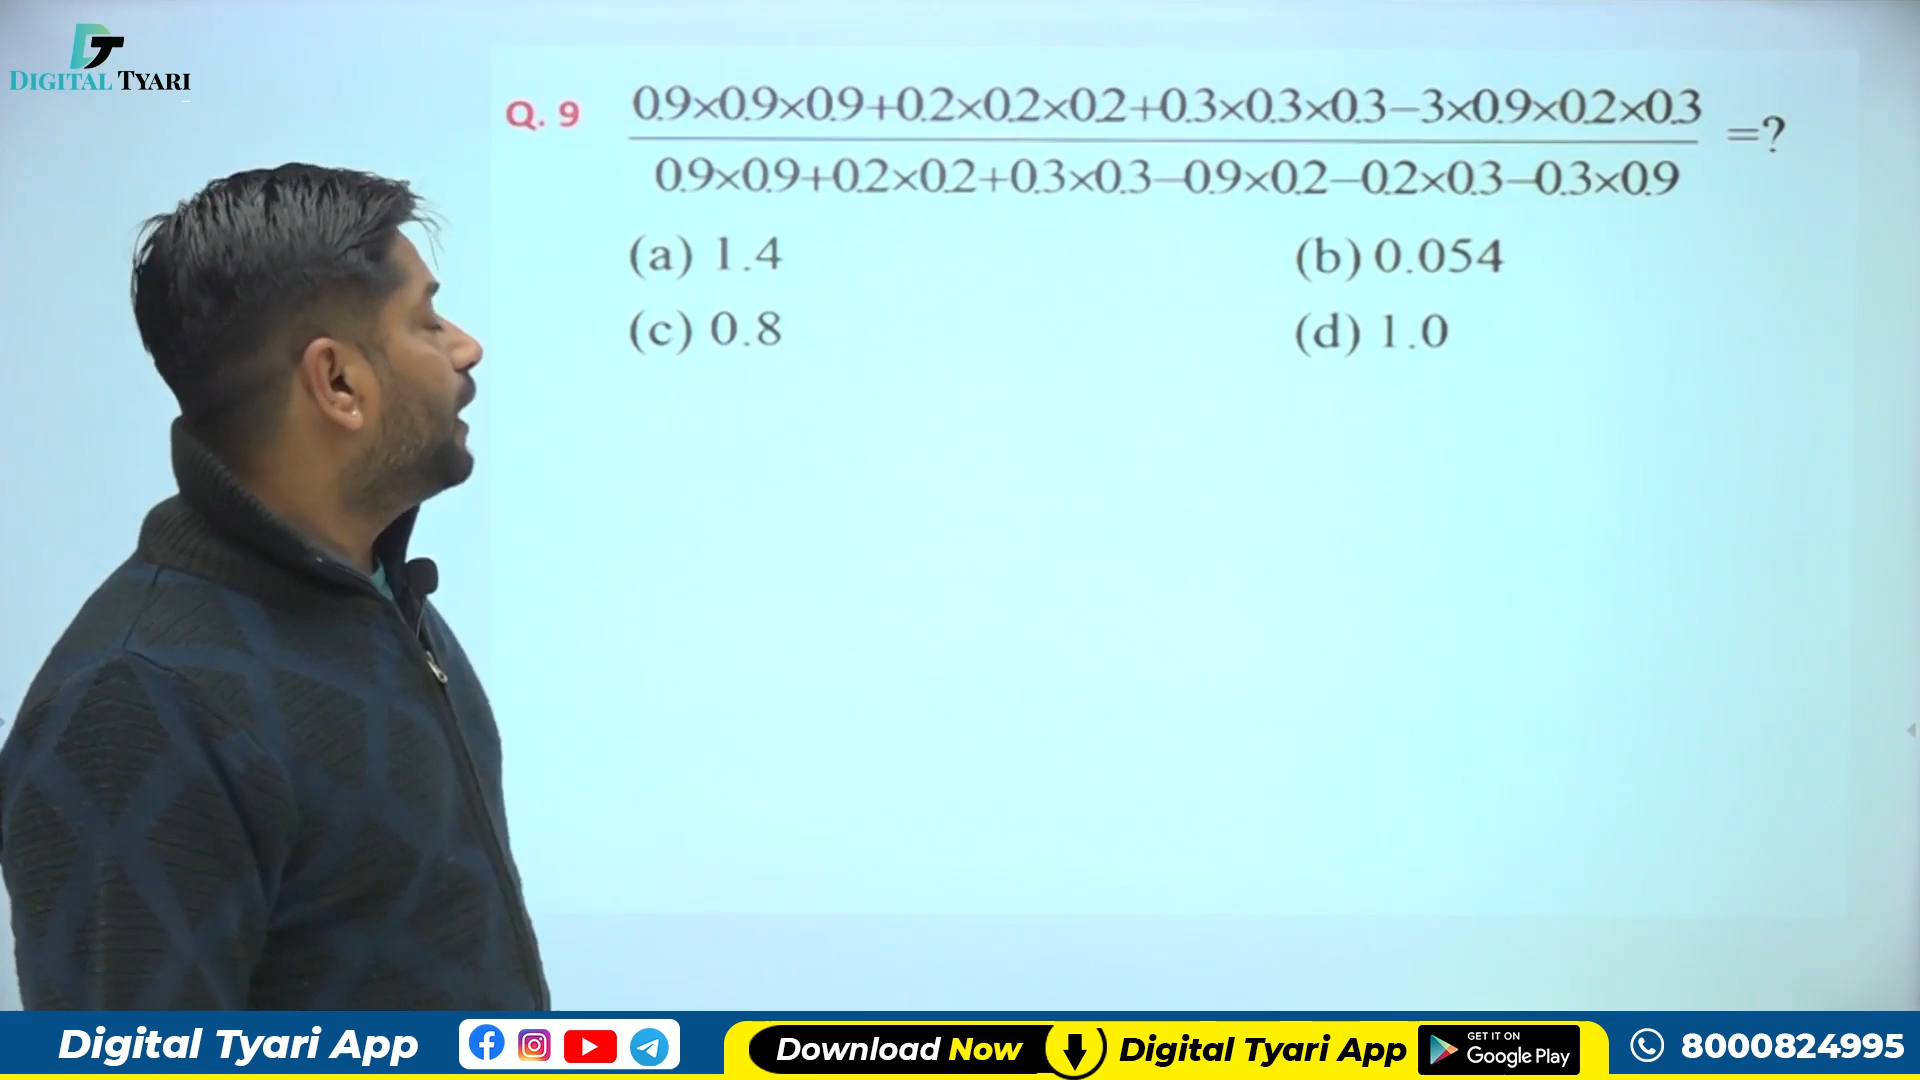 DT
DIGITAL TYARI
Q. 9 0.9×0.9×0.9+0.2×0.2×0.2+0.3×0.3×0.3−3×0.9×0.2×0.3
0.9×0.9+0.2×0.2+0.3×0.3−0.9×0.2−0.2×0.3−0.3×0.9
=?
(a) 1.4
(b) 0.054
(c) 0.8
(d) 1.0
Digital Tyari App
Download Now
Digital Tyari App
GET IT ON
Google Play
8000824995